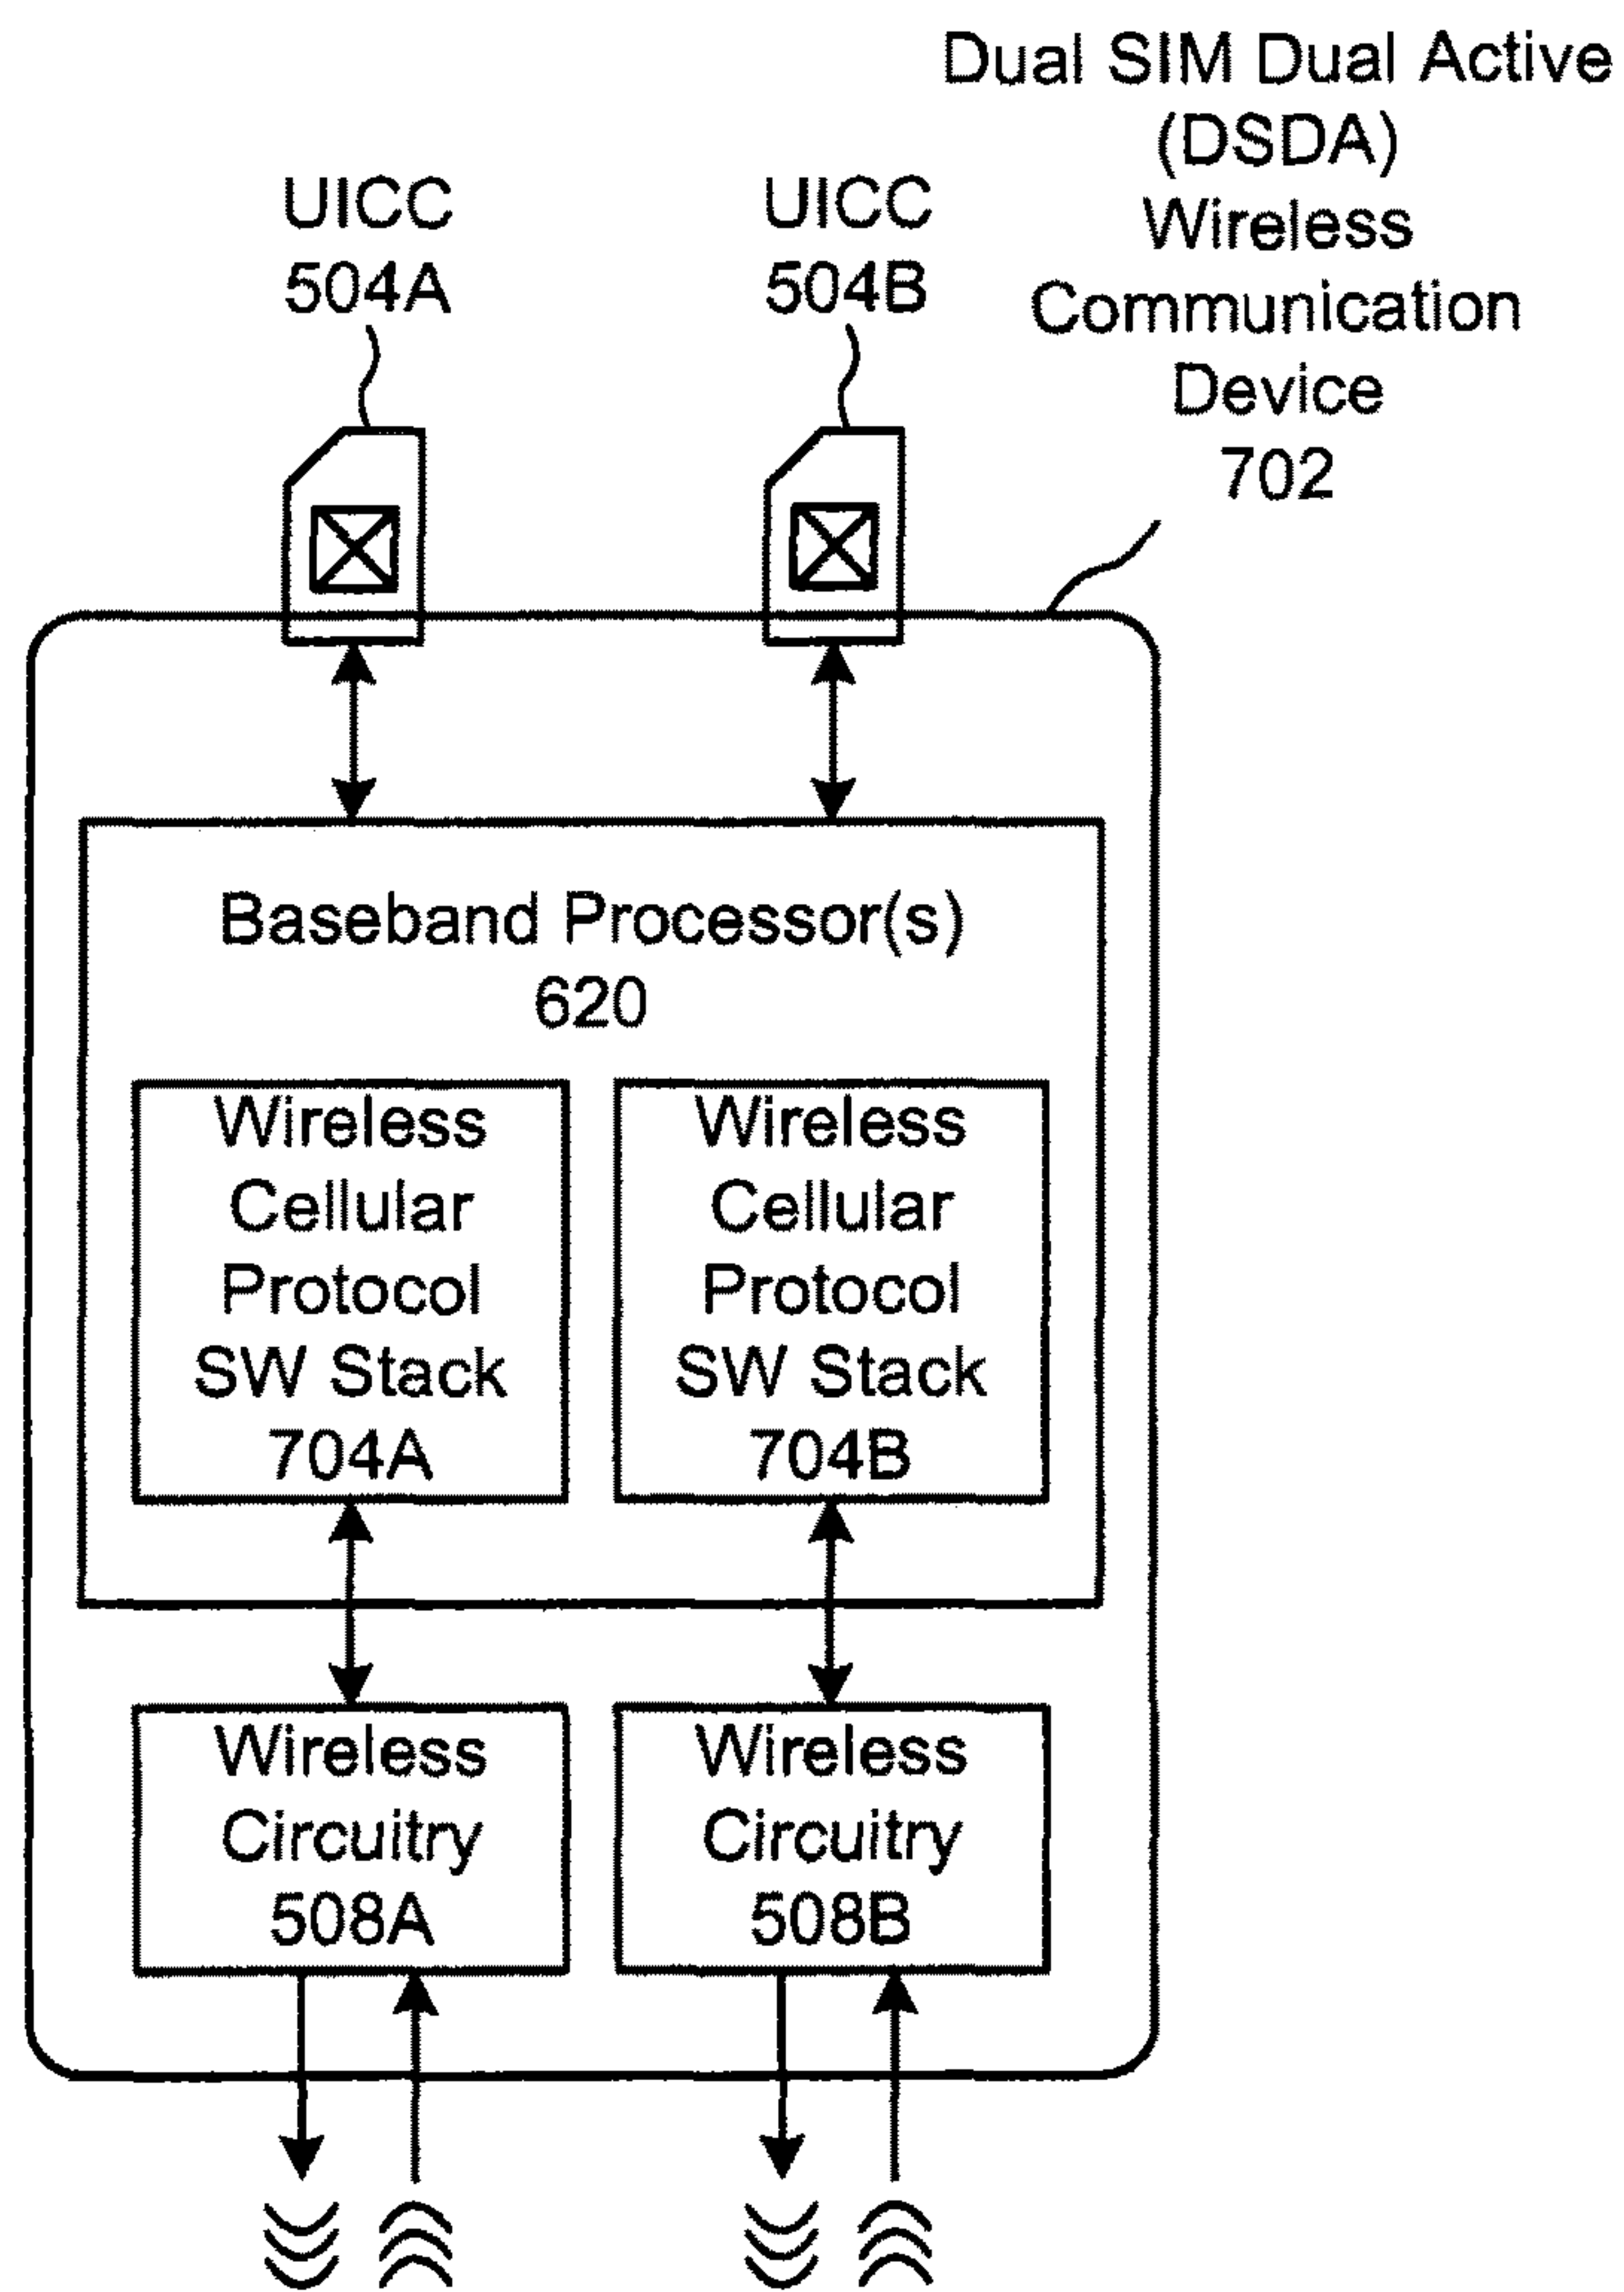 Dual SIM Dual Active
(DSDA)
Wireless
Communication
Device
702
UICC
504A
UICC
504B
Baseband Processor(s)
620
Wireless
Cellular
Protocol
SW Stack
704A
Wireless
Cellular
Protocol
SW Stack
704B
Wireless
Circuitry
508A
Wireless
Circuitry
508B